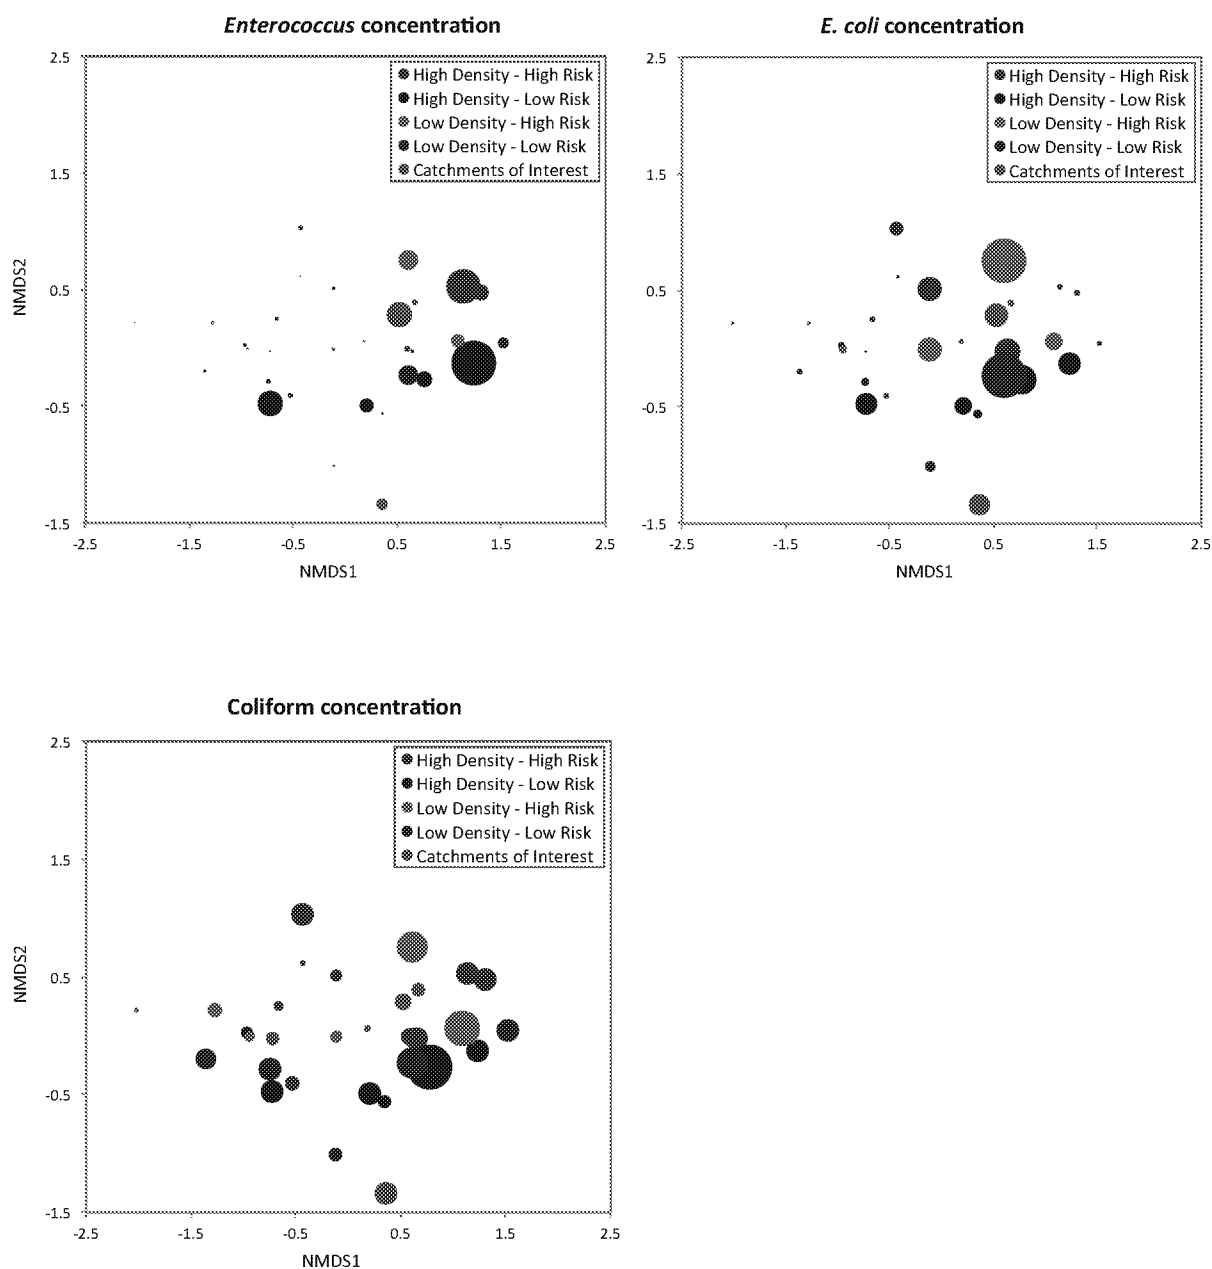 Enterococcus concentration
2.5
1.5
0.5
-0.5
-1.5
-2.5 -1.5 -0.5 0.5 1.5 2.5
NMDS1
NMDS2
High Density - High Risk
High Density - Low Risk
Low Density - High Risk
Low Density - Low Risk
Catchments of Interest
E. coli concentration
2.5
1.5
0.5
-0.5
-1.5
-2.5 -1.5 -0.5 0.5 1.5 2.5
NMDS1
High Density - High Risk
High Density - Low Risk
Low Density - High Risk
Low Density - Low Risk
Catchments of Interest
Coliform concentration
2.5
1.5
0.5
-0.5
-1.5
-2.5 -1.5 -0.5 0.5 1.5 2.5
NMDS1
NMDS2
High Density - High Risk
High Density - Low Risk
Low Density - High Risk
Low Density - Low Risk
Catchments of Interest